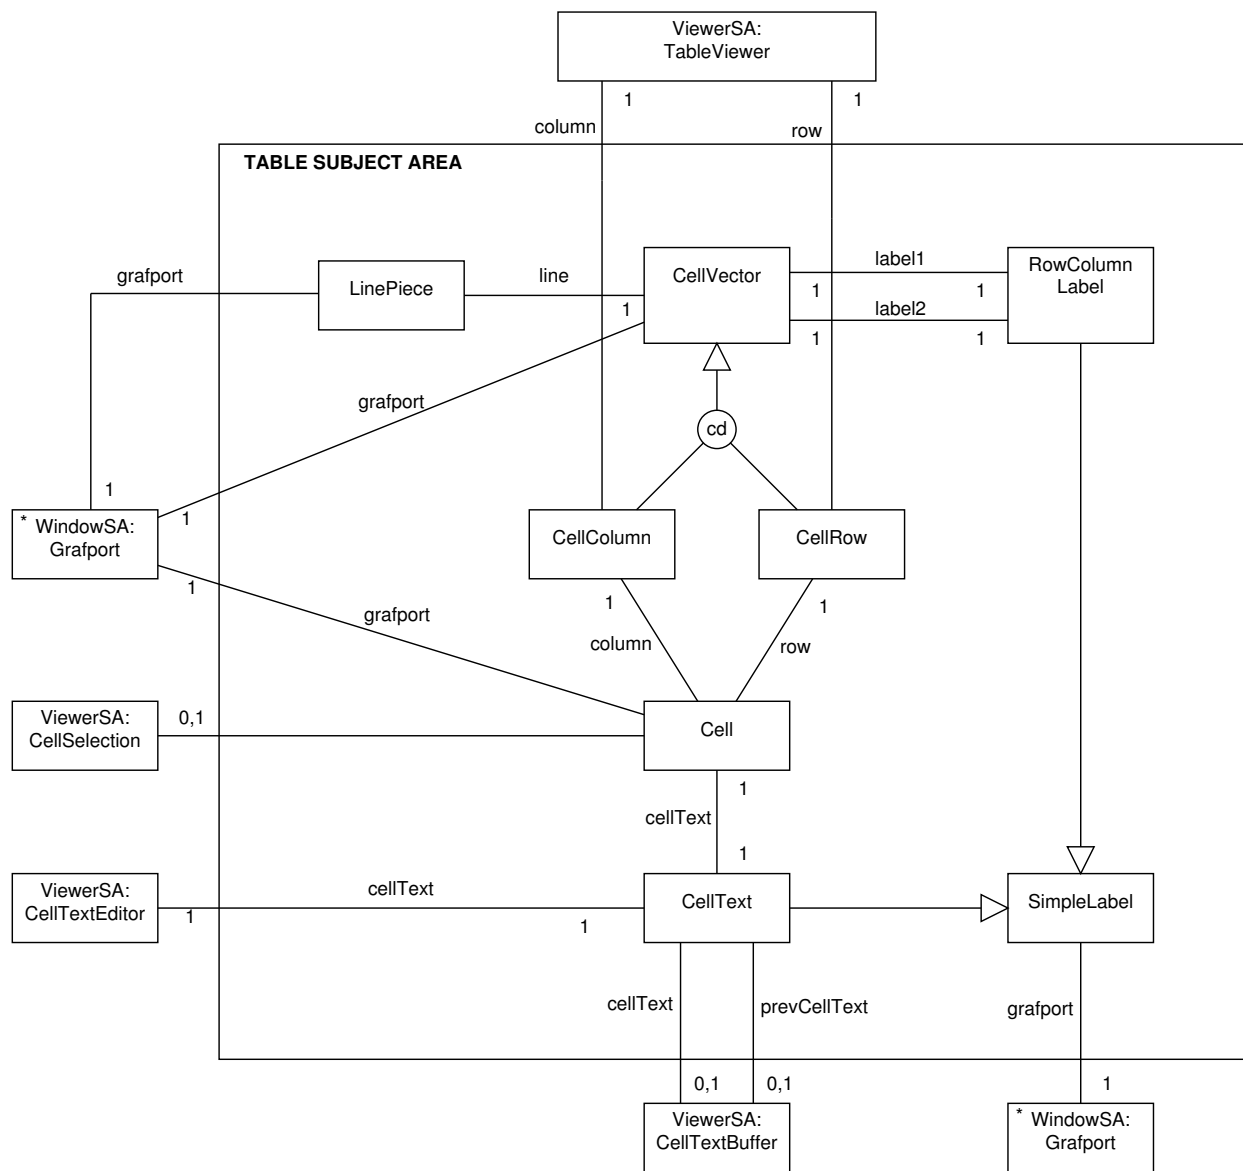 ViewerSA:
TableViewer
1
1
column
row
TABLE SUBJECT AREA
grafport
LinePiece
line
1
CellVector
label1
1
1
label2
1
1
RowColumn
Label
grafport
cd
1
* WindowSA:
Grafport
1
1
CellColumn
CellRow
1
1
grafport
column
row
ViewerSA:
CellSelection
0,1
Cell
1
cellText
1
ViewerSA:
CellTextEditor
1
cellText
1
CellText
SimpleLabel
cellText
prevCellText
grafport
0,1
0,1
1
ViewerSA:
CellTextBuffer
* WindowSA:
Grafport